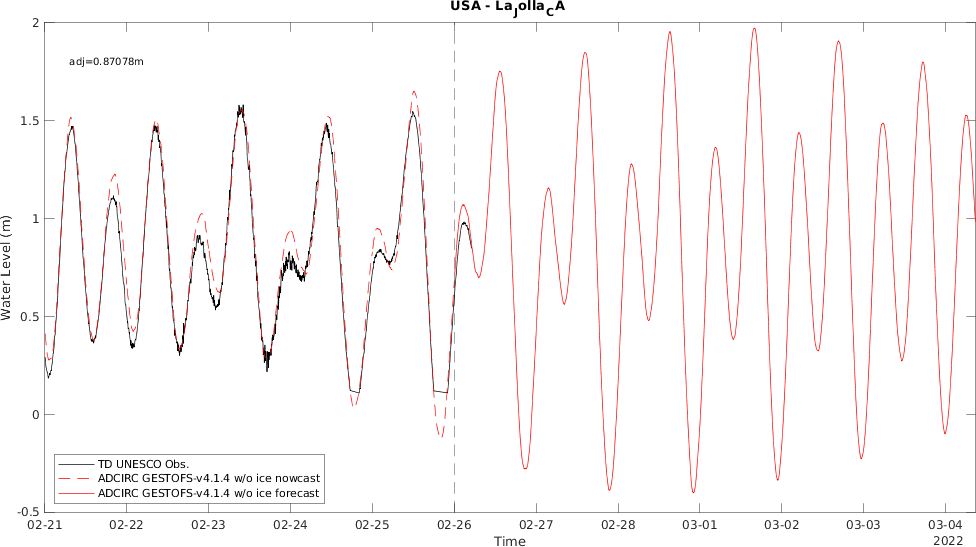 USA - LaJollaCA
2
adj=0.87078m
1.5
1
Water Level (m)
0.5
0
TD UNESCO Obs.
ADCIRC GESTOFS-v4.1.4 w/o ice nowcast
ADCIRC GESTOFS-v4.1.4 w/o ice forecast
-0.5
02-21 02-22 02-23 02-24 02-25 02-26 02-27 02-28 03-01 03-02 03-03 03-04
Time 2022